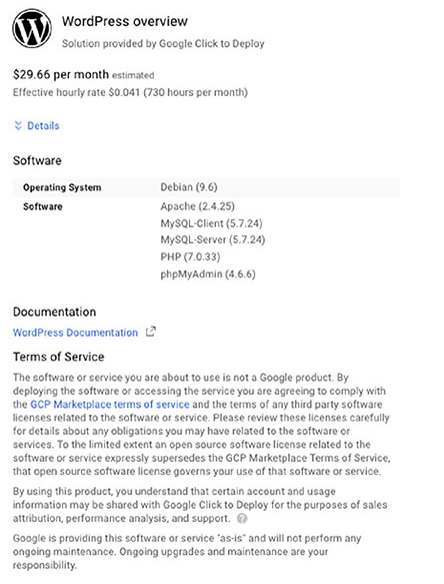 WordPress overview
Solution provided by Google Click to Deploy
$29.66 per month estimated
Effective hourly rate $0.041 (730 hours per month)
Details
Software
Operating System Debian (9.6)
Software Apache (2.4.25)
MySQL-Client (5.7.24)
MySQL-Server (5.7.24)
PHP (7.0.33)
phpMyAdmin (4.6.6)
Documentation
WordPress Documentation
Terms of Service
The software or service you are about to use is not a Google product. By
deploying the software or accessing the service you are agreeing to comply with
the GCP Marketplace terms of service and the terms of any third party software
licenses related to the software or service. Please review these licenses carefully
for details about any obligations you may have related to the software or
services. To the limited extent an open source software license related to the
software or service expressly supersedes the GCP Marketplace Terms of Service,
that open source software license governs your use of that software or service.
By using this product, you understand that certain account and usage
information may be shared with Google Click to Deploy for the purposes of sales
attribution, performance analysis, and support.
Google is providing this software or service "as-is" and will not perform any
ongoing maintenance. Ongoing upgrades and maintenance are your
responsibility.